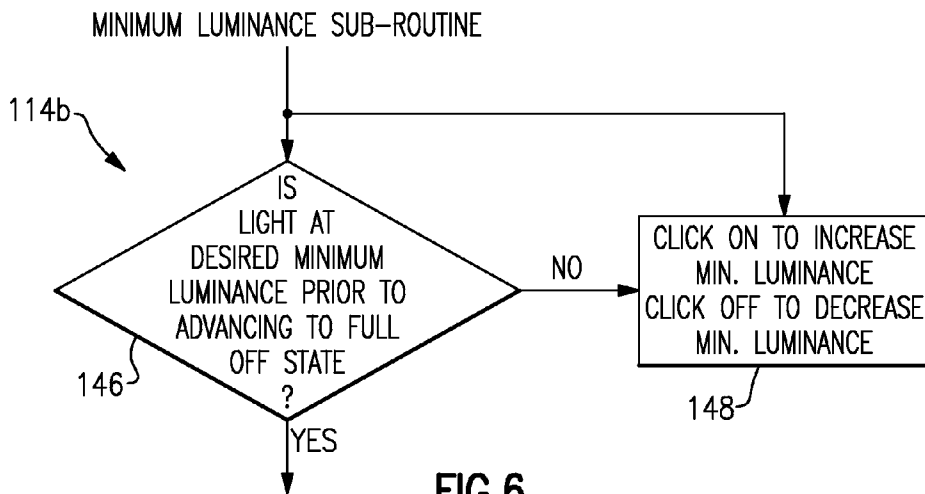 MINIMUM LUMINANCE SUB-ROUTINE
114b
IS
LIGHT AT
DESIRED MINIMUM
LUMINANCE PRIOR TO
ADVANCING TO FULL
OFF STATE
?
146
NO
CLICK ON TO INCREASE
MIN. LUMINANCE
CLICK OFF TO DECREASE
MIN. LUMINANCE
148
YES
FIG.6